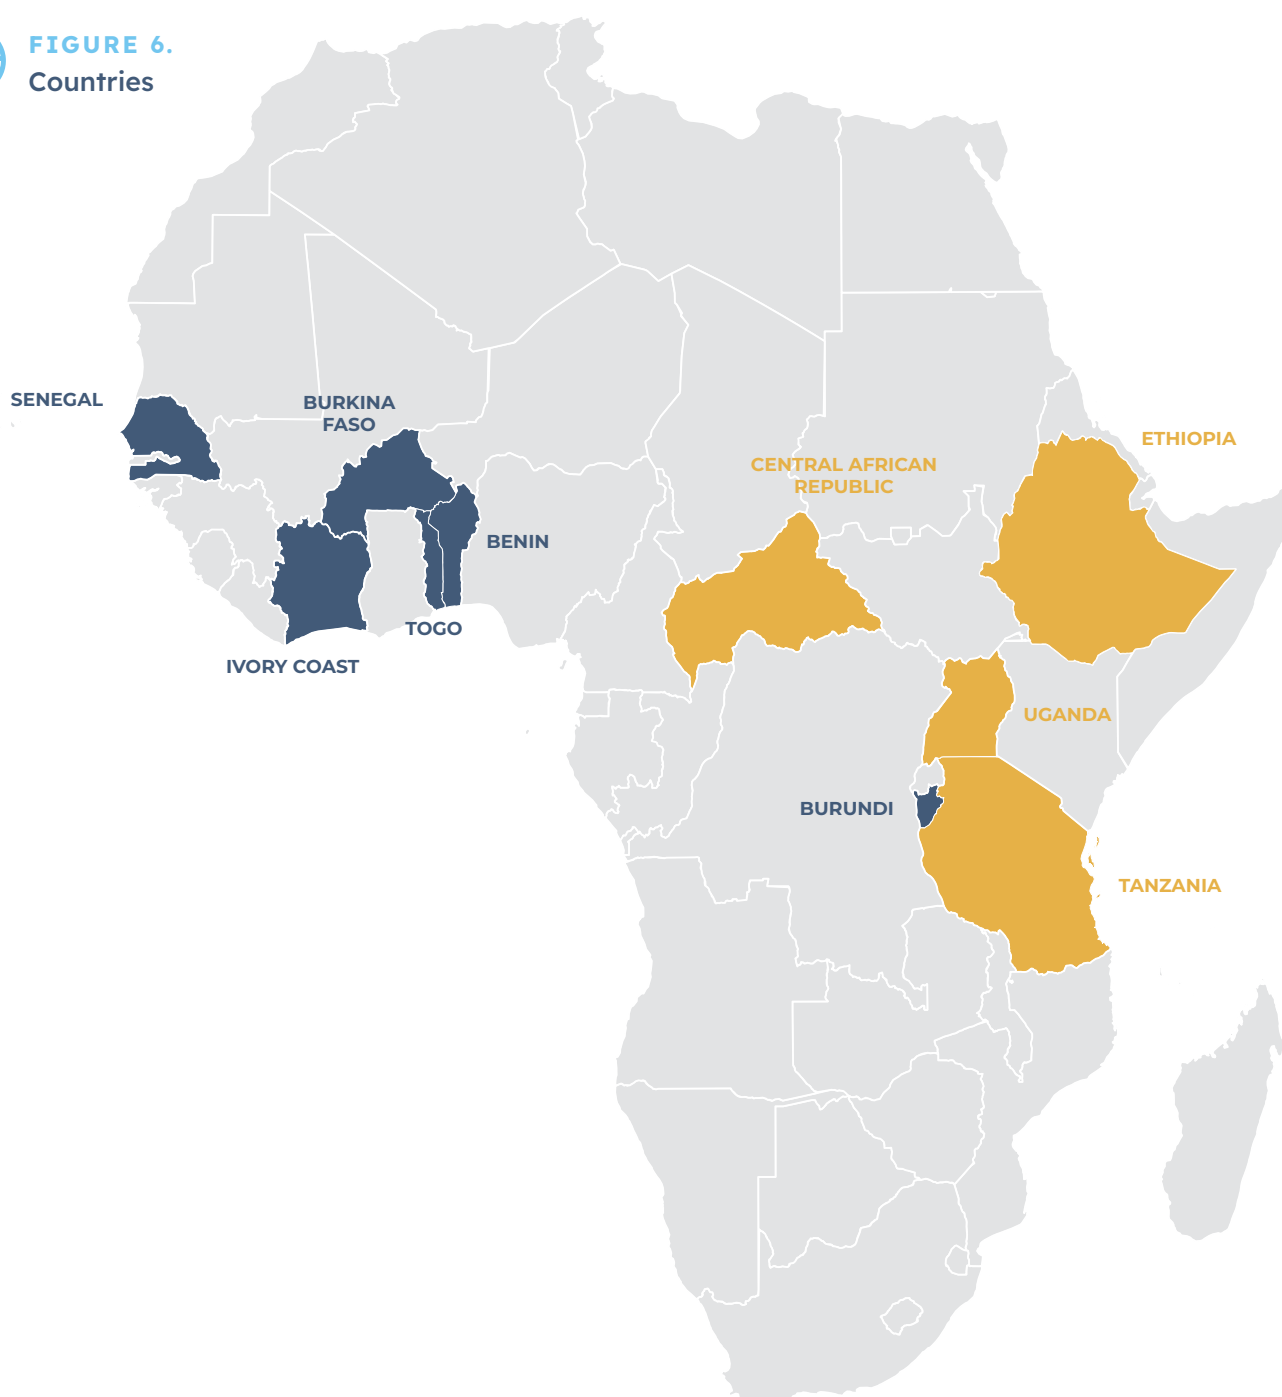 FIGURE 6.
Countries
SENEGAL
BURKINA
FASO
ETHIOPIA
CENTRAL AFRICAN
REPUBLIC
BENIN
TOGO
IVORY COAST
UGANDA
BURUNDI
TANZANIA